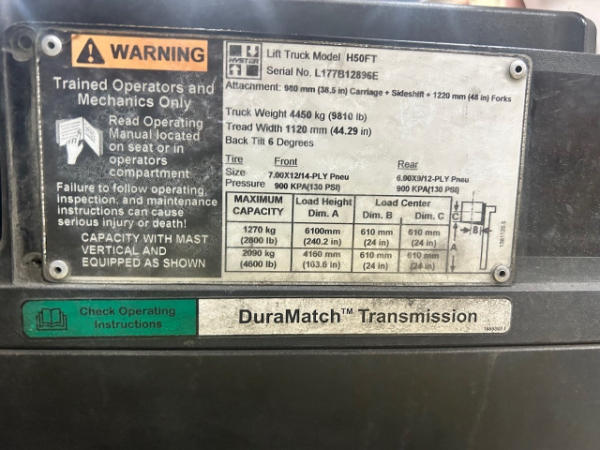 WARNING
Trained Operators and
Mechanics Only
Read Operating
Manual located
on seat or in
operators
compartment
Failure to follow operating,
inspection, and maintenance
instructions can cause
serious injury or death!
CAPACITY WITH MAST
VERTICAL AND
EQUIPPED AS SHOWN
HYSTER
Lift Truck Model H50FT
Serial No. L177B12896E
Attachment: 980 mm (38.5 in) Carriage + Sideshift + 1220 mm (48 in) Forks
Truck Weight 4450 kg (9810 lb)
Tread Width 1120 mm (44.29 in)
Back Tilt 6 Degrees
Tire Front Rear
Size 7.00X12/14-PLY Pneu 6.00X9/12-PLY Pneu
Pressure 900 KPA(130 PSI) 900 KPA(130 PSI)
MAXIMUM CAPACITY Load Height Dim. A Load Center Dim. B Dim. C
1270 kg 6100mm 610 mm 610 mm
(2800 lb) (240.2 in) (24 in) (24 in)
2090 kg 4160 mm 610 mm 610 mm
(4600 lb) (163.8 in) (24 in) (24 in)
C
B
A
Check Operating
Instructions
DuraMatch™ Transmission